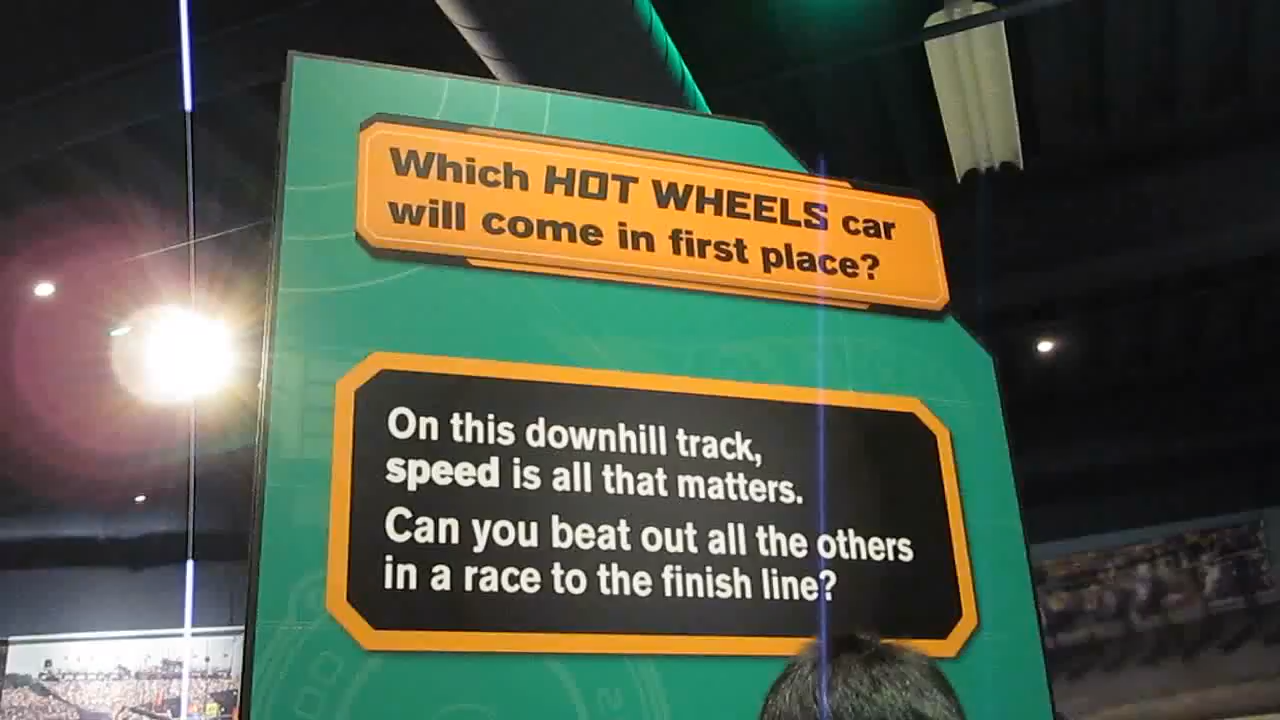 Which HOT WHEELS car
will come in first place?
On this downhill track,
speed is all that matters.
Can you beat out all the others
in a race to the finish line?